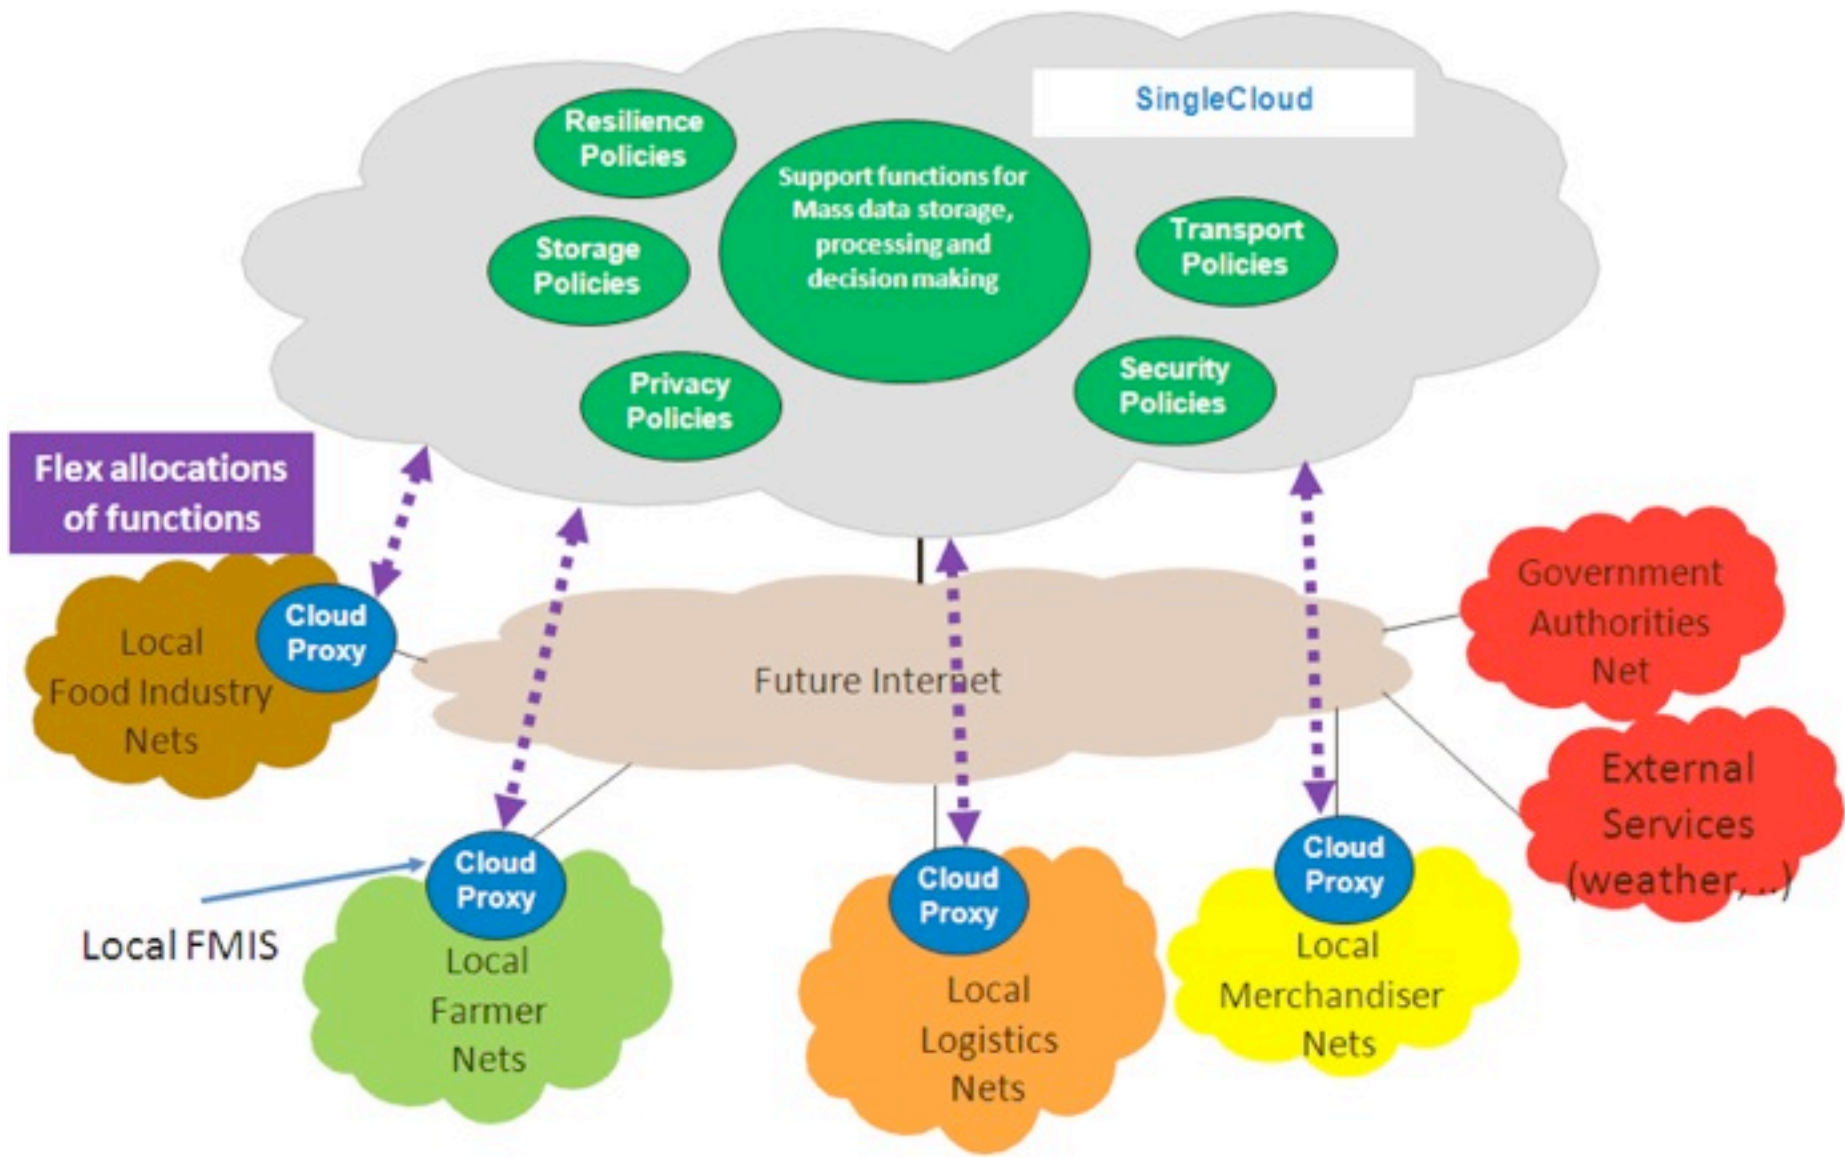 SingleCloud
Resilience
Policies
Support functions for
Mass data storage,
processing and
decision making
Storage
Policies
Transport
Policies
Privacy
Policies
Security
Policies
Flex allocations
of functions
Cloud
Proxy
Local
Food Industry
Nets
Future Internet
Government
Authorities
Net
External
Services
(weather, ..)
Local FMIS
Cloud
Proxy
Local
Farmer
Nets
Cloud
Proxy
Local
Logistics
Nets
Cloud
Proxy
Local
Merchandiser
Nets